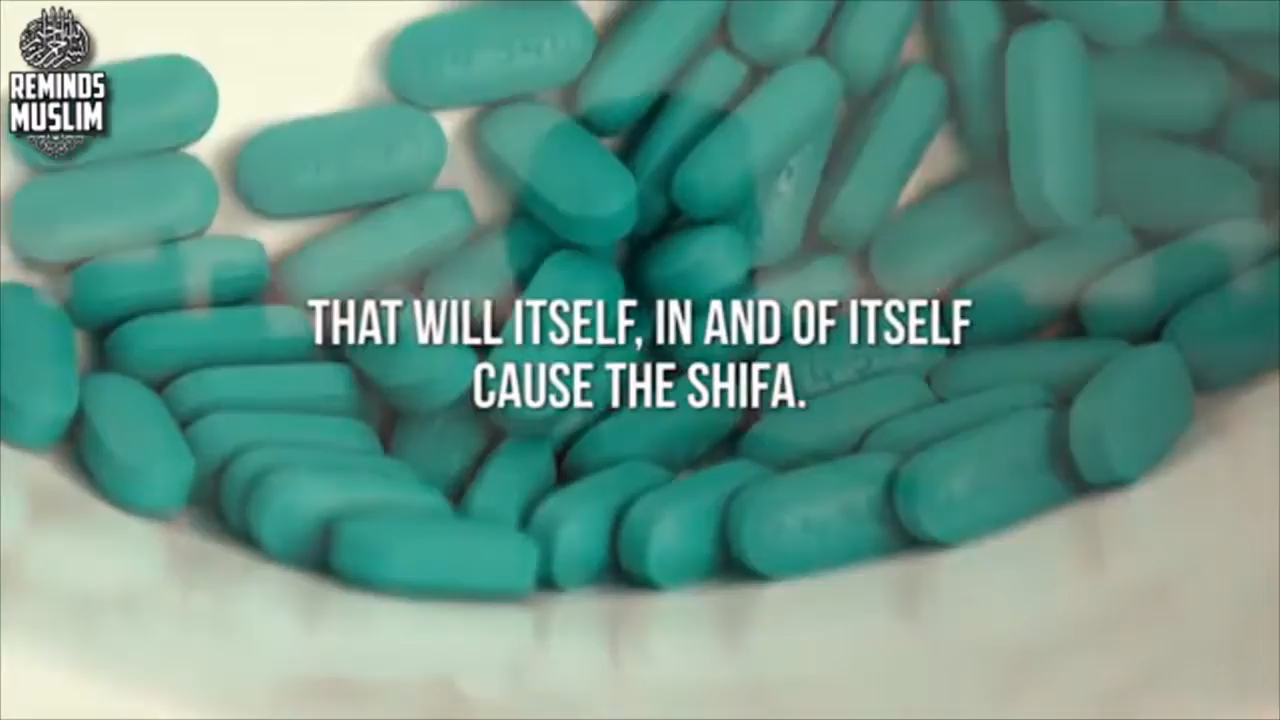 REMINDS
MUSLIM
THAT WILL ITSELF, IN AND OF ITSELF
CAUSE THE SHIFA.